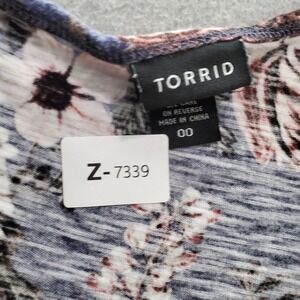 TORRID
ON REVERSE
MADE IN CHINA
00
Z-7339